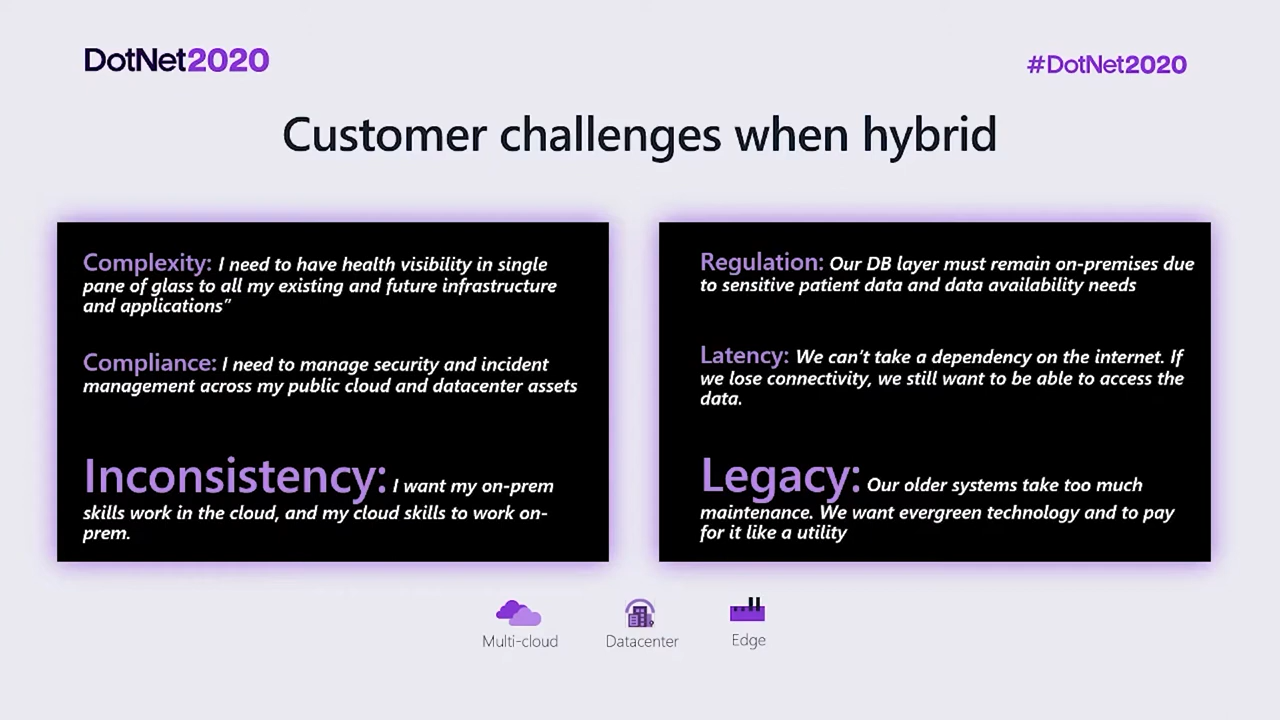 DotNet2020
#DotNet2020
Customer challenges when hybrid
Complexity: I need to have health visibility in single
pane of glass to all my existing and future infrastructure
and applications”
Compliance: I need to manage security and incident
management across my public cloud and datacenter assets
Inconsistency: I want my on-prem
skills work in the cloud, and my cloud skills to work on-
prem.
Regulation: Our DB layer must remain on-premises due
to sensitive patient data and data availability needs
Latency: We can’t take a dependency on the internet. If
we lose connectivity, we still want to be able to access the
data.
Legacy: Our older systems take too much
maintenance. We want evergreen technology and to pay
for it like a utility
Multi-cloud
Datacenter
Edge